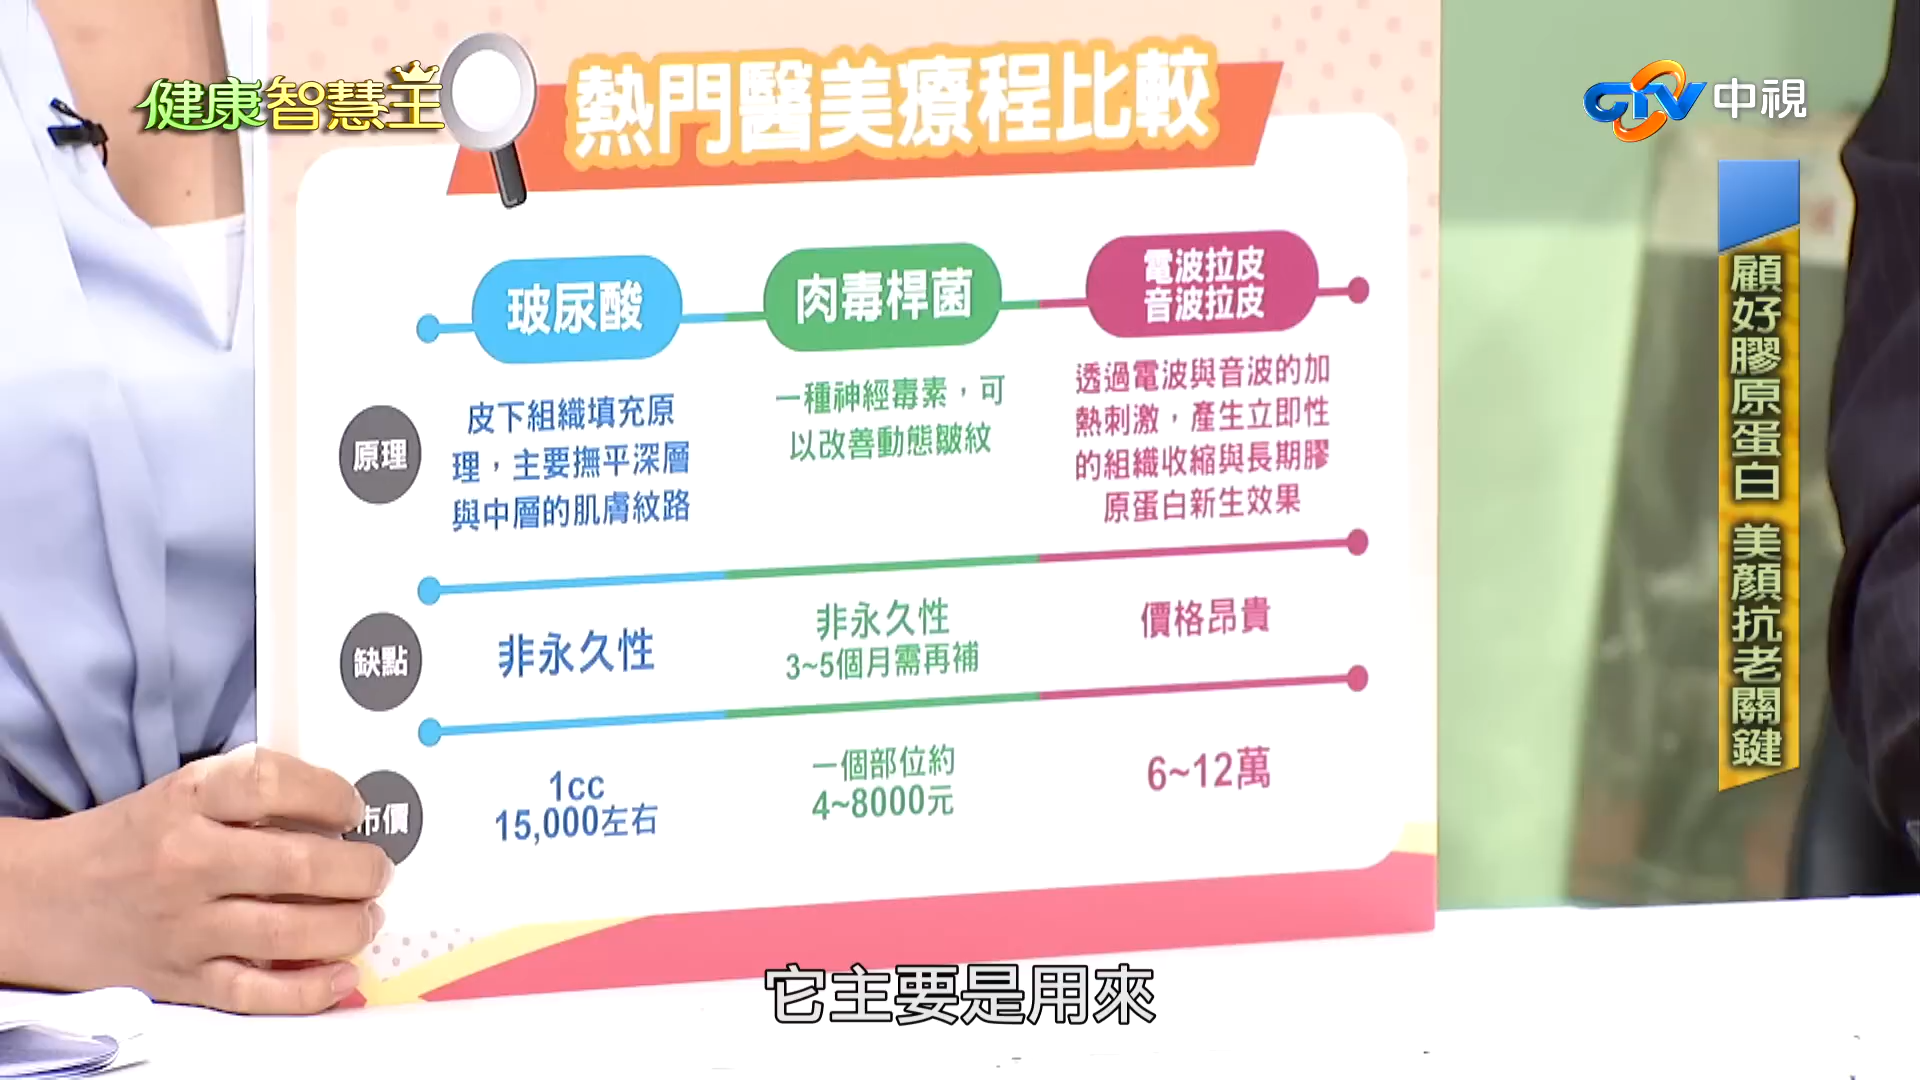 健康智慧王
熱門醫美療程比較
CTV中視
玻尿酸
肉毒桿菌
電波拉皮
音波拉皮
原理
皮下組織填充原
理，主要撫平深層
與中層的肌膚紋路
一種神經毒素，可
以改善動態皺紋
透過電波與音波的加
熱刺激，產生立即性
的組織收縮與長期膠
原蛋白新生效果
缺點
非永久性
非永久性
3~5個月需再補
價格昂貴
市價
1cc
15,000左右
一個部位約
4~8000元
6~12萬
顧好膠原蛋白 美顏抗老關鍵
它主要是用來